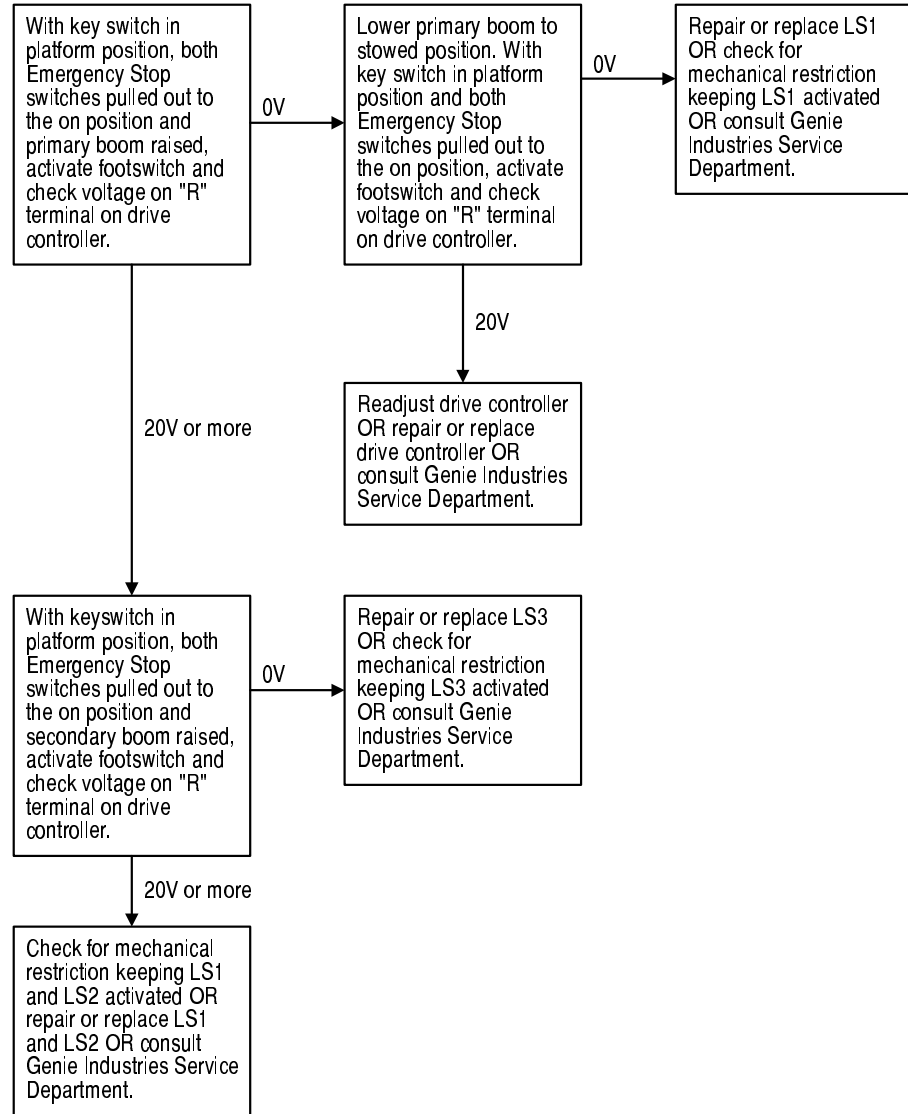 With key switch in
platform position, both
Emergency Stop
switches pulled out to
the on position and
primary boom raised,
activate footswitch and
check voltage on "R"
terminal on drive
controller.
0V
Lower primary boom to
stowed position. With
key switch in platform
position and both
Emergency Stop
switches pulled out to
the on position, activate
footswitch and check
voltage on "R" terminal
on drive controller.
0V
Repair or replace LS1
OR check for
mechanical restriction
keeping LS1 activated
OR consult Genie
Industries Service
Department.
20V
Readjust drive controller
OR repair or replace
drive controller OR
consult Genie Industries
Service Department.
20V or more
With keyswitch in
platform position, both
Emergency Stop
switches pulled out to
the on position and
secondary boom raised,
activate footswitch and
check voltage on "R"
terminal on drive
controller.
0V
Repair or replace LS3
OR check for
mechanical restriction
keeping LS3 activated
OR consult Genie
Industries Service
Department.
20V or more
Check for mechanical
restriction keeping LS1
and LS2 activated OR
repair or replace LS1
and LS2 OR consult
Genie Industries Service
Department.